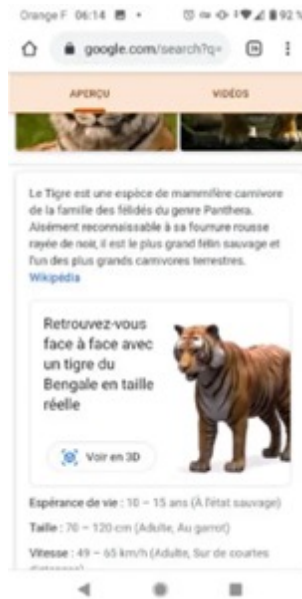 Orange F 06:14
92 %
google.com/search?q=
APERÇU VIDÉOS
Le Tigre est une espèce de mammifère carnivore
de la famille des félidés du genre Panthera.
Aisément reconnaissable à sa fourrure rousse
rayée de noir, il est le plus grand félin sauvage et
l'un des plus grands carnivores terrestres.
Wikipédia
Retrouvez-vous
face à face avec
un tigre du
Bengale en taille
réelle
Voir en 3D
Espérance de vie : 10 – 15 ans (À l'état sauvage)
Taille : 70 – 120 cm (Adulte, Au garrot)
Vitesse : 49 – 65 km/h (Adulte, Sur de courtes